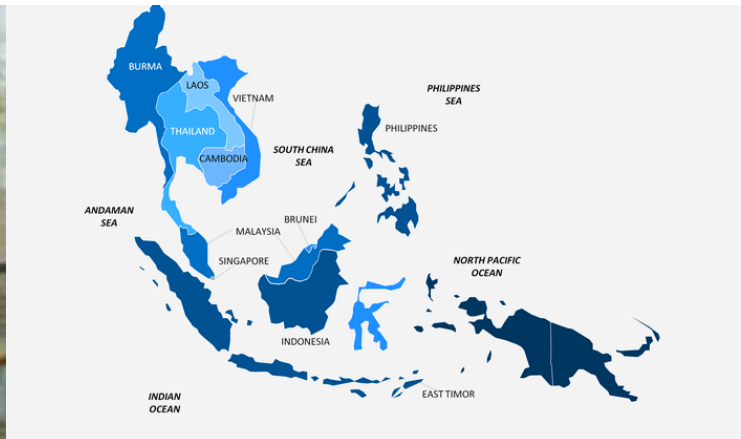 BURMA
LAOS
VIETNAM
PHILIPPINES
SEA
THAILAND
PHILIPPINES
CAMBODIA
SOUTH CHINA
SEA
ANDAMAN
SEA
BRUNEI
MALAYSIA
SINGAPORE
NORTH PACIFIC
OCEAN
INDONESIA
EAST TIMOR
INDIAN
OCEAN